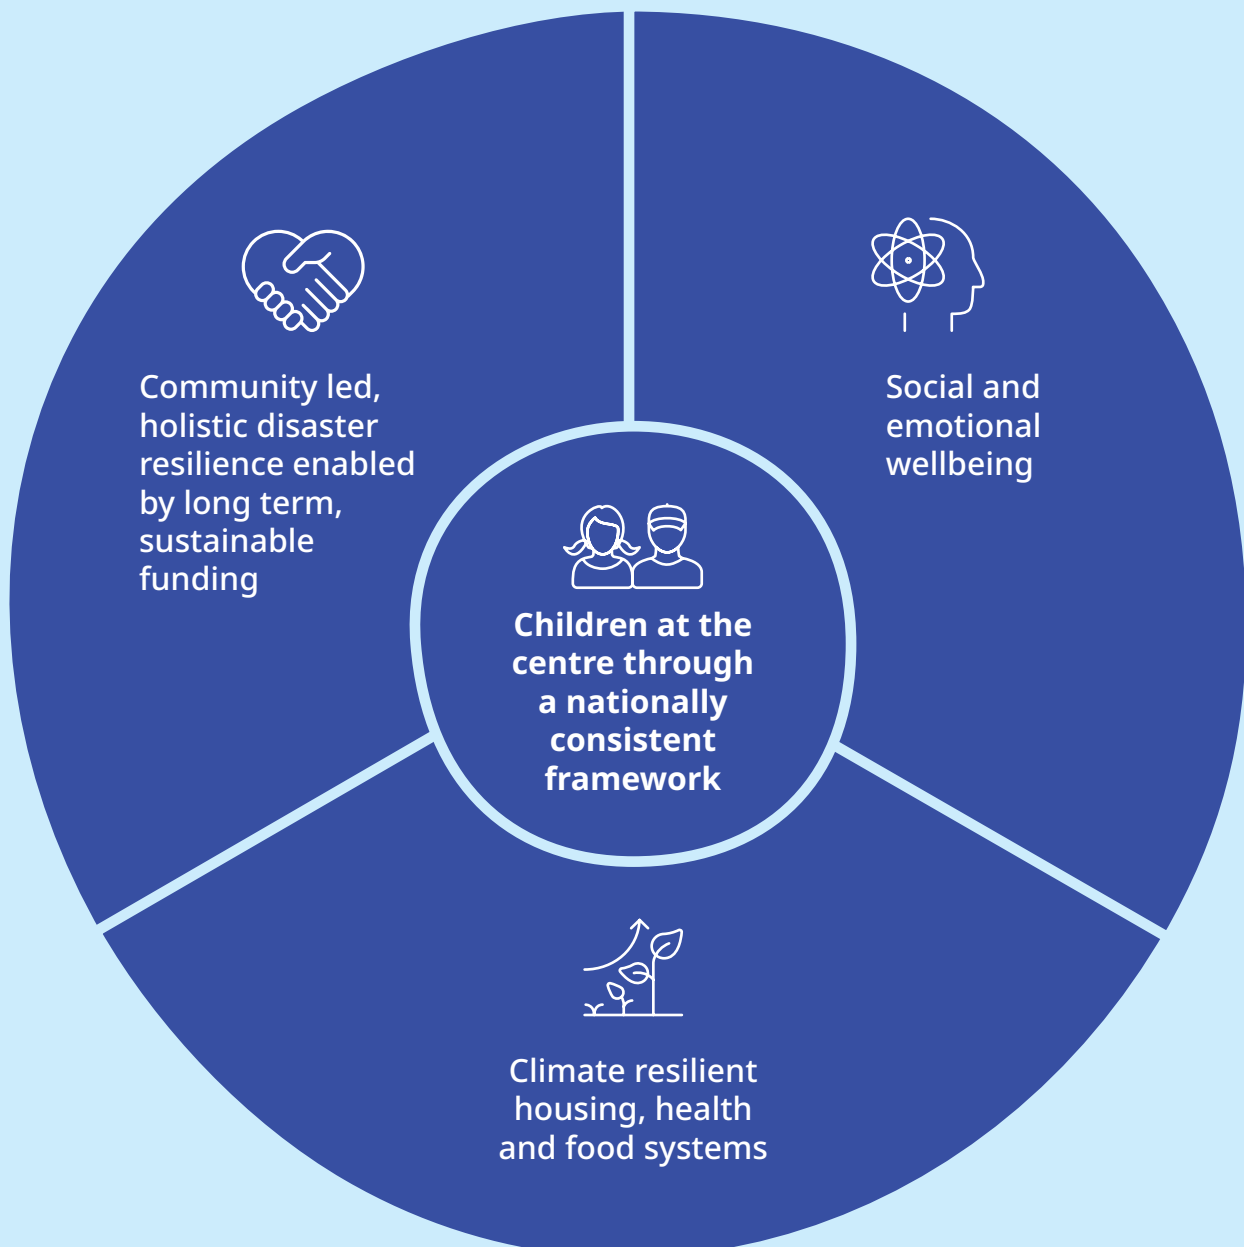 Community led,
holistic disaster
resilience enabled
by long term,
sustainable
funding
Social and
emotional
wellbeing
Children at the
centre through
a nationally
consistent
framework
Climate resilient
housing, health
and food systems